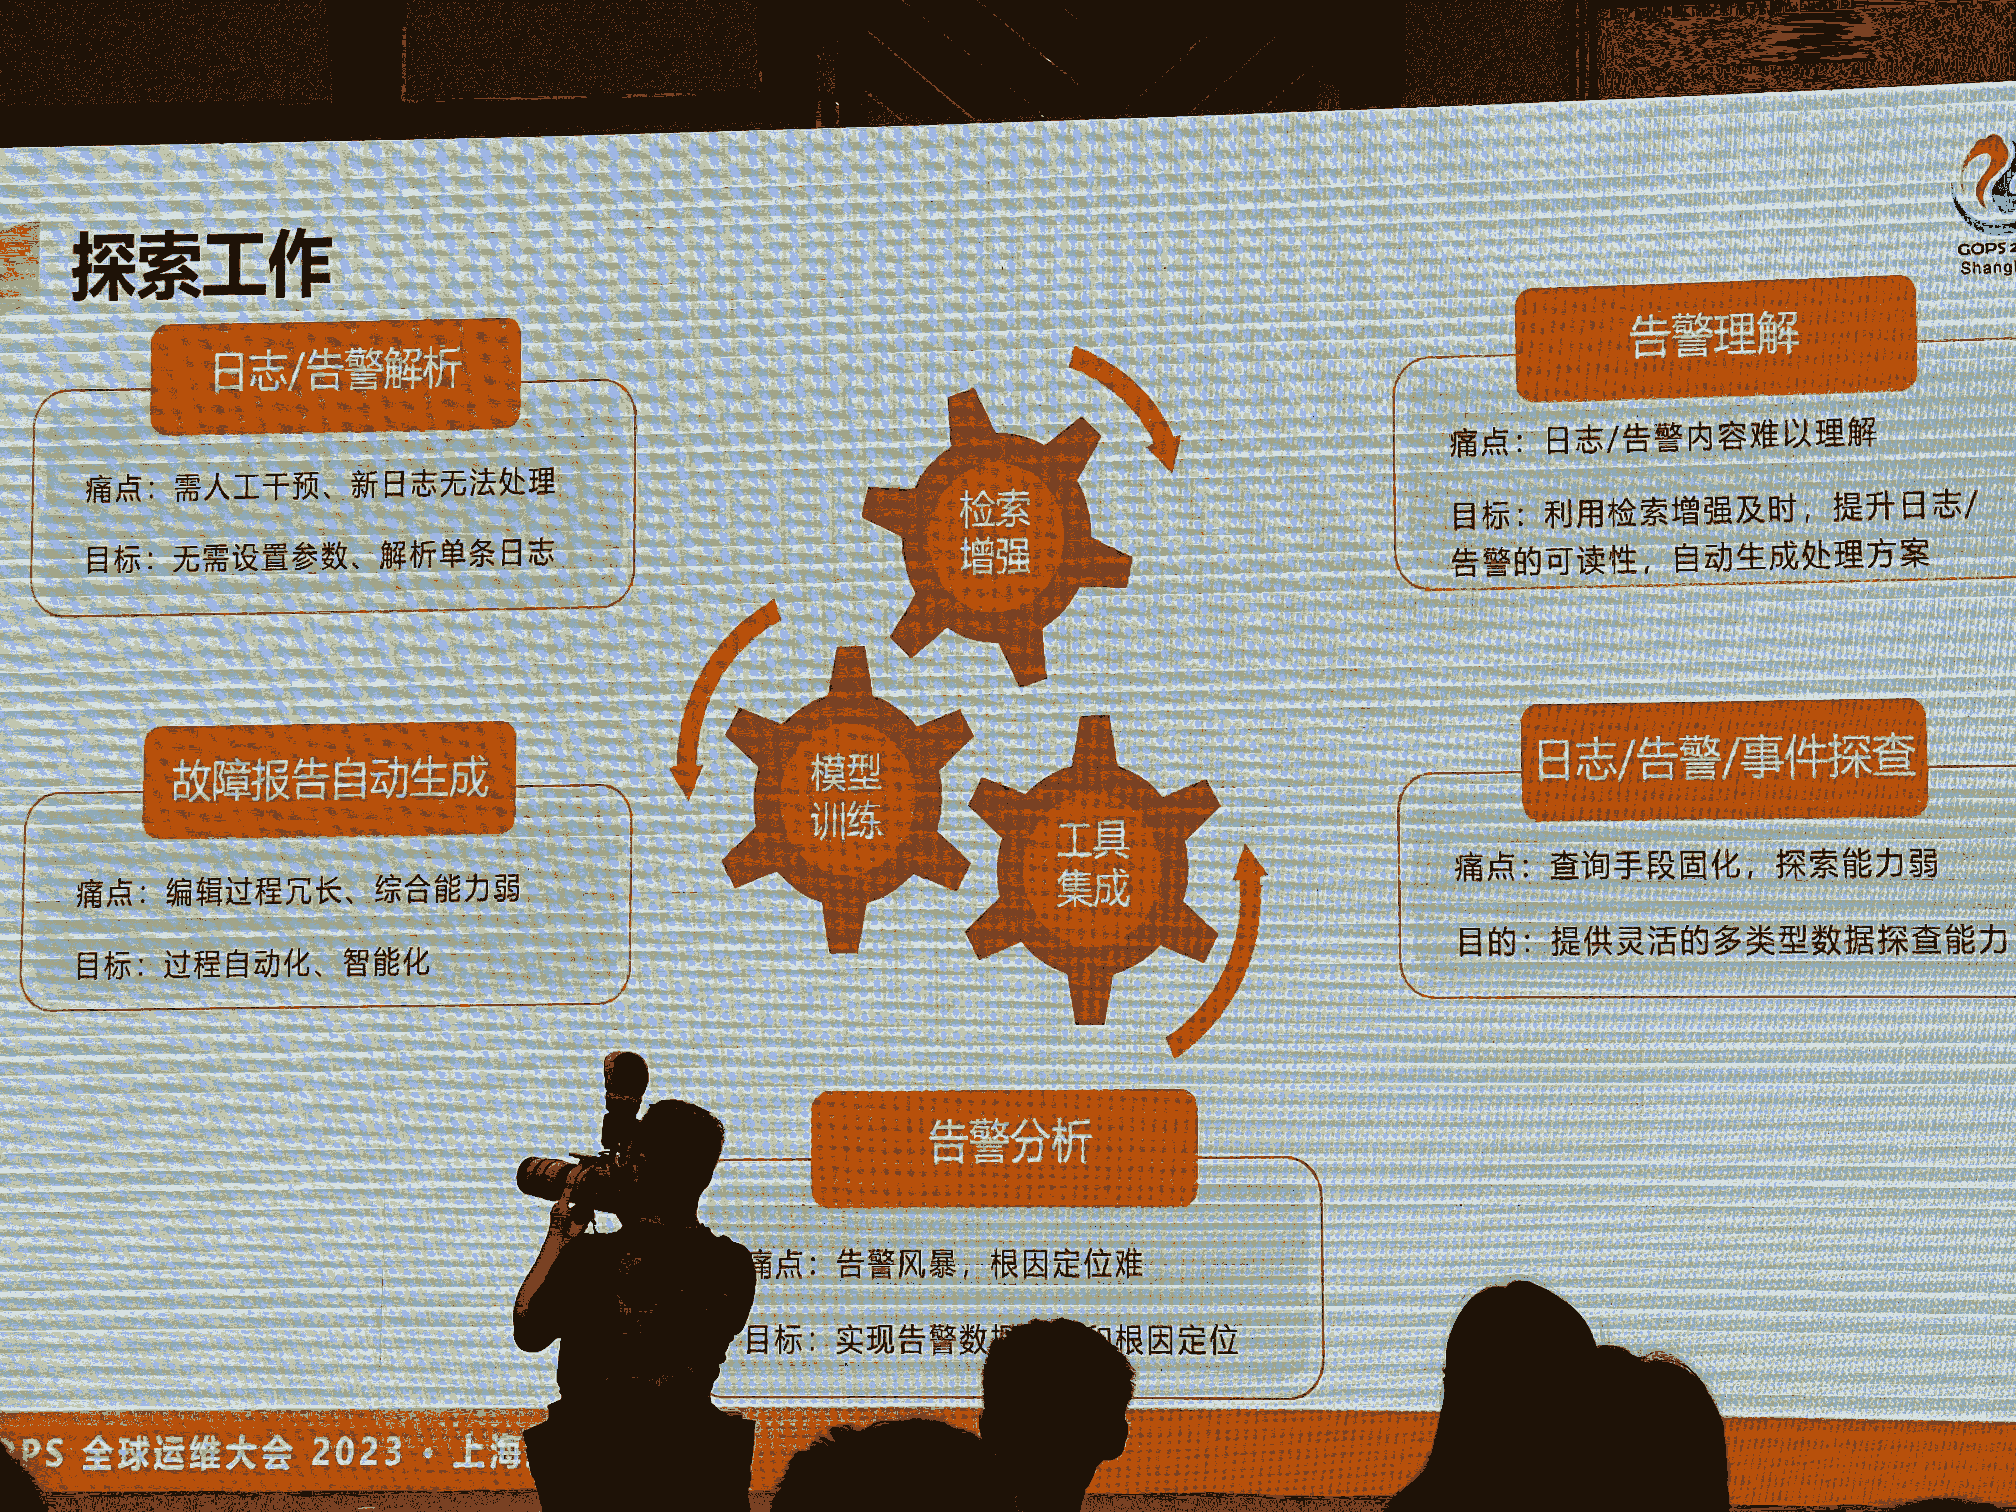 探索工作
GOPS
日志/告警解析
痛点：需人工干预、新日志无法处理
目标：无需设置参数、解析单条日志
告警理解
痛点：日志/告警内容难以理解
目标：利用检索增强及时，提升日志/
告警的可读性，自动生成处理方案
检索
增强
模型
训练
工具
集成
故障报告自动生成
痛点：编辑过程冗长、综合能力弱
目标：过程自动化、智能化
日志/告警/事件探查
痛点：查询手段固化，探索能力弱
目的：提供灵活的多类型数据探查能力
告警分析
痛点：告警风暴，根因定位难
目标：实现告警数 根因定位
全球运维大会 2023 · 上海